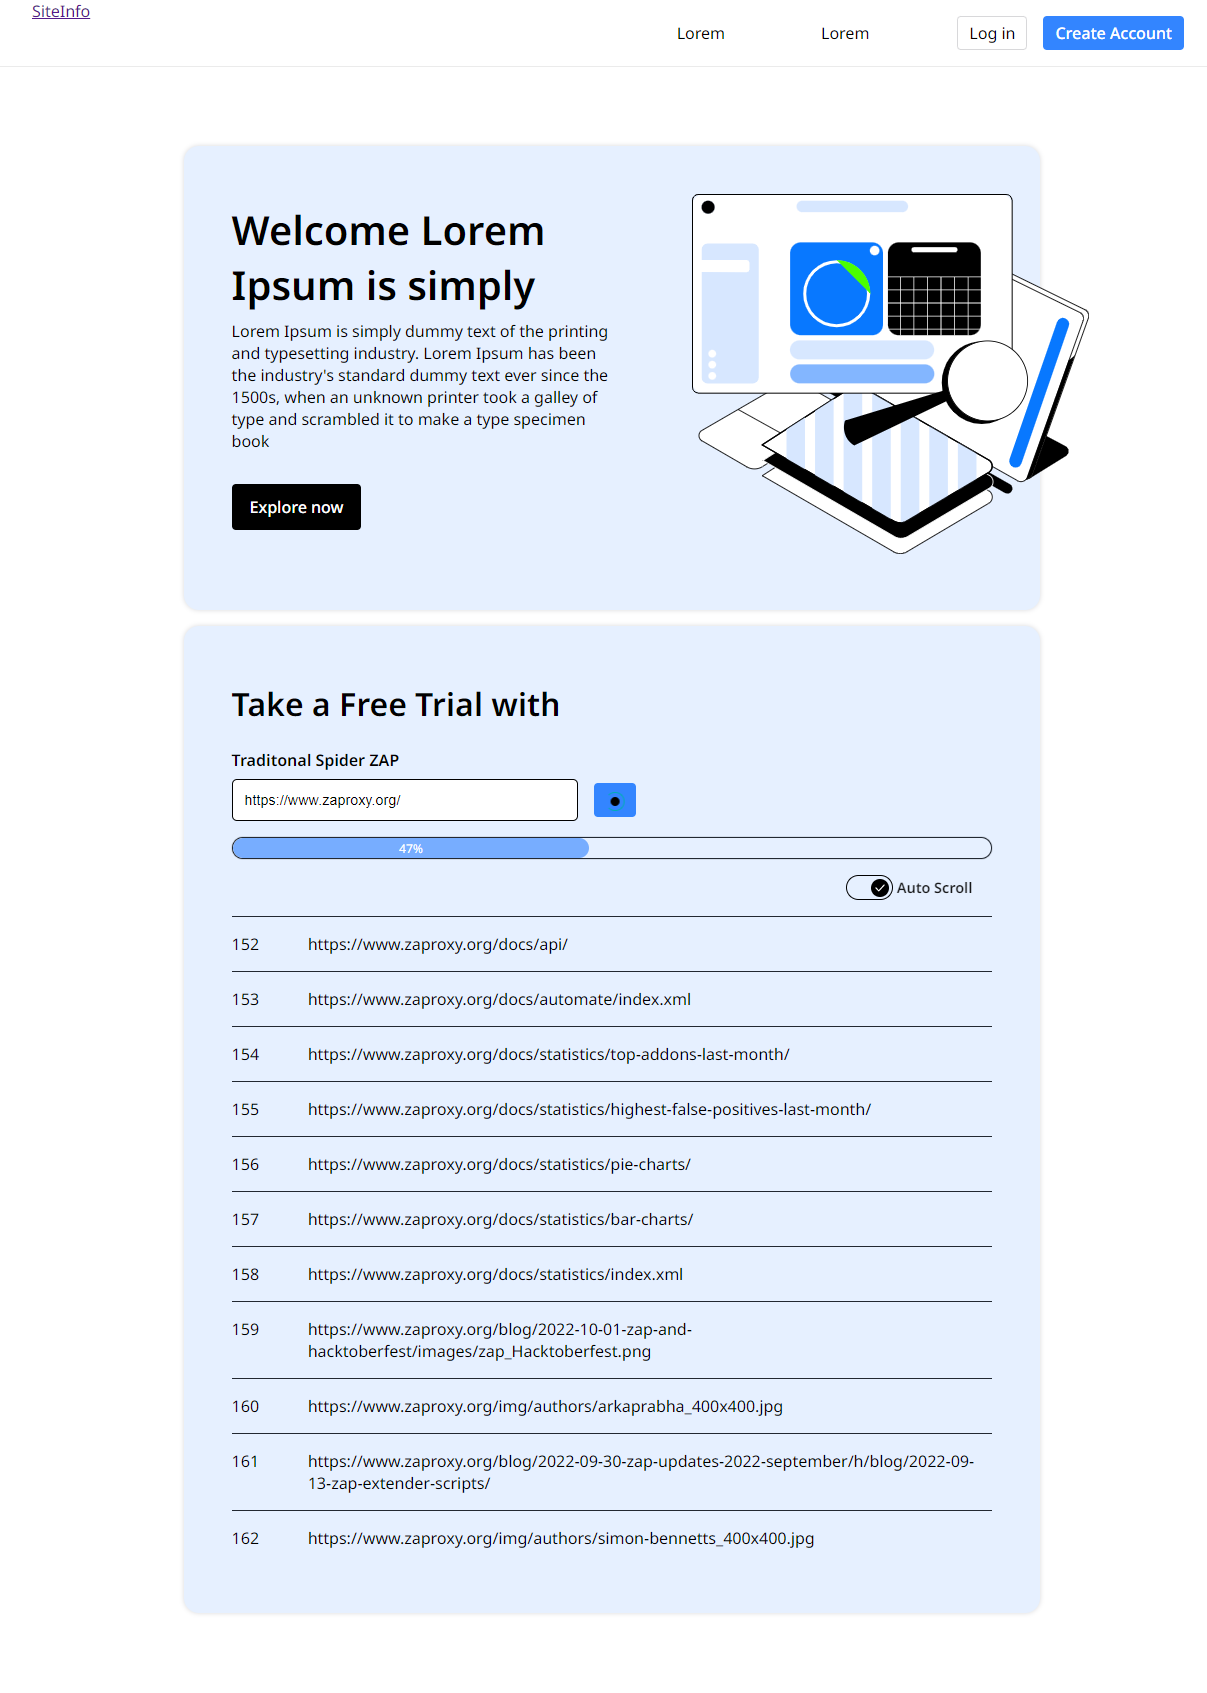 SiteInfo
Lorem
Lorem
Log in
Create Account
Welcome Lorem
Ipsum is simply
Lorem Ipsum is simply dummy text of the printing
and typesetting industry. Lorem Ipsum has been
the industry's standard dummy text ever since the
1500s, when an unknown printer took a galley of
type and scrambled it to make a type specimen
book
Explore now
Take a Free Trial with
Traditonal Spider ZAP
https://www.zaproxy.org/
47%
Auto Scroll
152 https://www.zaproxy.org/docs/api/
153 https://www.zaproxy.org/docs/automate/index.xml
154 https://www.zaproxy.org/docs/statistics/top-addons-last-month/
155 https://www.zaproxy.org/docs/statistics/highest-false-positives-last-month/
156 https://www.zaproxy.org/docs/statistics/pie-charts/
157 https://www.zaproxy.org/docs/statistics/bar-charts/
158 https://www.zaproxy.org/docs/statistics/index.xml
159 https://www.zaproxy.org/blog/2022-10-01-zap-and-
hacktoberfest/images/zap_Hacktoberfest.png
160 https://www.zaproxy.org/img/authors/arkaprabha_400x400.jpg
161 https://www.zaproxy.org/blog/2022-09-30-zap-updates-2022-september/h/blog/2022-09-
13-zap-extender-scripts/
162 https://www.zaproxy.org/img/authors/simon-bennetts_400x400.jpg